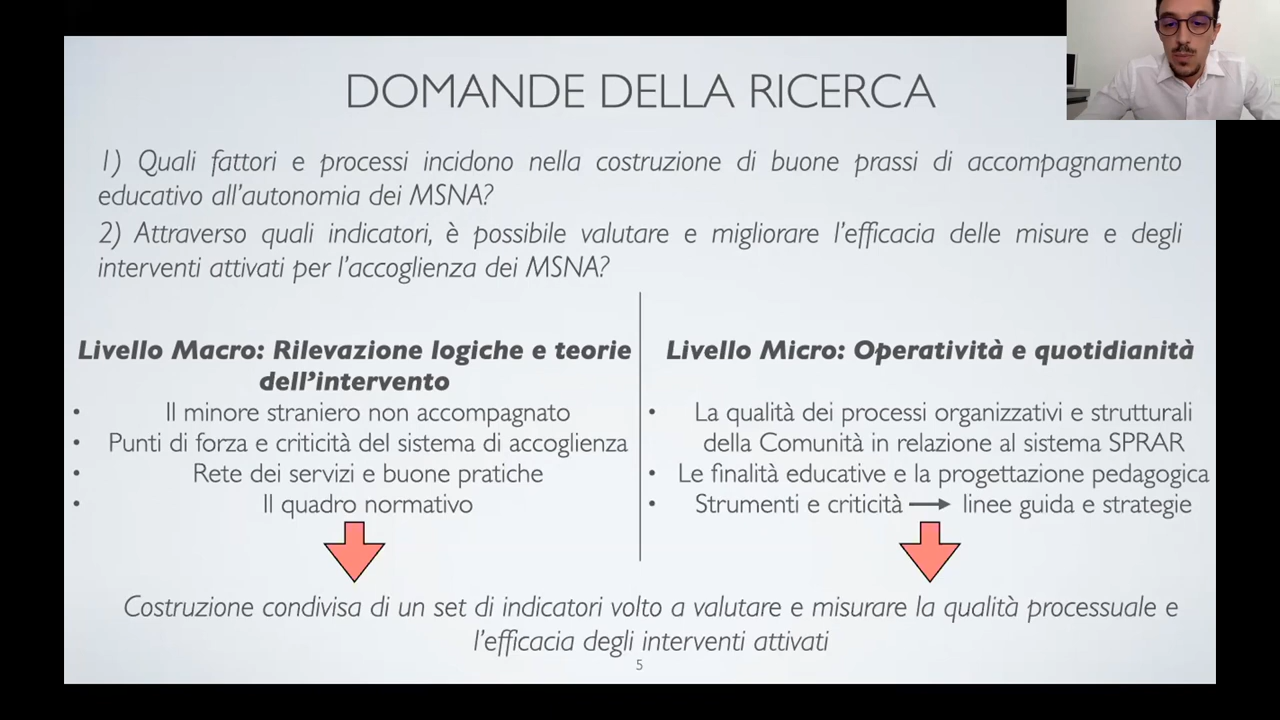 DOMANDE DELLA RICERCA
1) Quali fattori e processi incidono nella costruzione di buone prassi di accompagnamento
educativo all'autonomia dei MSNA?
2) Attraverso quali indicatori, è possibile valutare e migliorare l'efficacia delle misure e degli
interventi attivati per l'accoglienza dei MSNA?
Livello Macro: Rilevazione logiche e teorie
dell'intervento
• Il minore straniero non accompagnato
• Punti di forza e criticità del sistema di accoglienza
• Rete dei servizi e buone pratiche
• Il quadro normativo
Livello Micro: Operatività e quotidianità
• La qualità dei processi organizzativi e strutturali
della Comunità in relazione al sistema SPRAR
• Le finalità educative e la progettazione pedagogica
• Strumenti e criticità → linee guida e strategie
Costruzione condivisa di un set di indicatori volto a valutare e misurare la qualità processuale e
l'efficacia degli interventi attivati
5